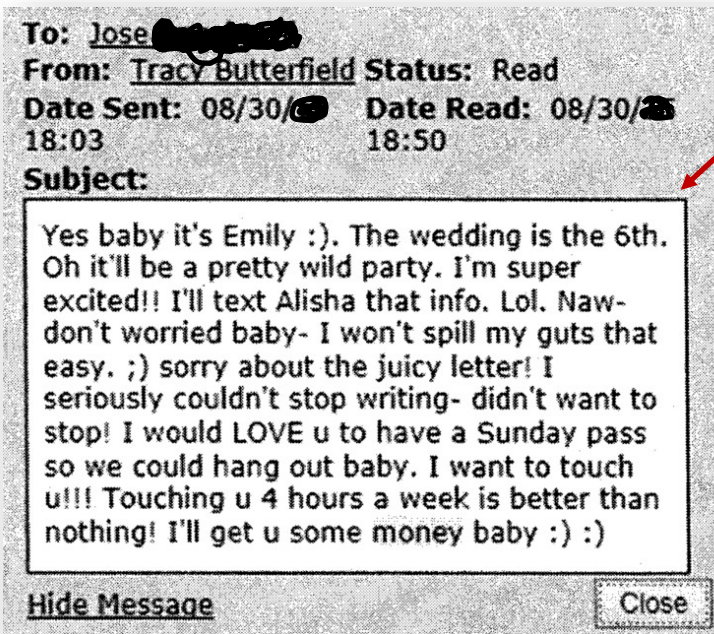 To: Jose
From: Tracy Butterfield Status: Read
Date Sent: 08/30/ Date Read: 08/30/
18:03 18:50
Subject:
Yes baby it's Emily :). The wedding is the 6th.
Oh it'll be a pretty wild party. I'm super
excited!! I'll text Alisha that info. Lol. Naw-
don't worried baby- I won't spill my guts that
easy. ;) sorry about the juicy letter! I
seriously couldn't stop writing- didn't want to
stop! I would LOVE u to have a Sunday pass
so we could hang out baby. I want to touch
u!!! Touching u 4 hours a week is better than
nothing! I'll get u some money baby :) :)
Hide Message Close